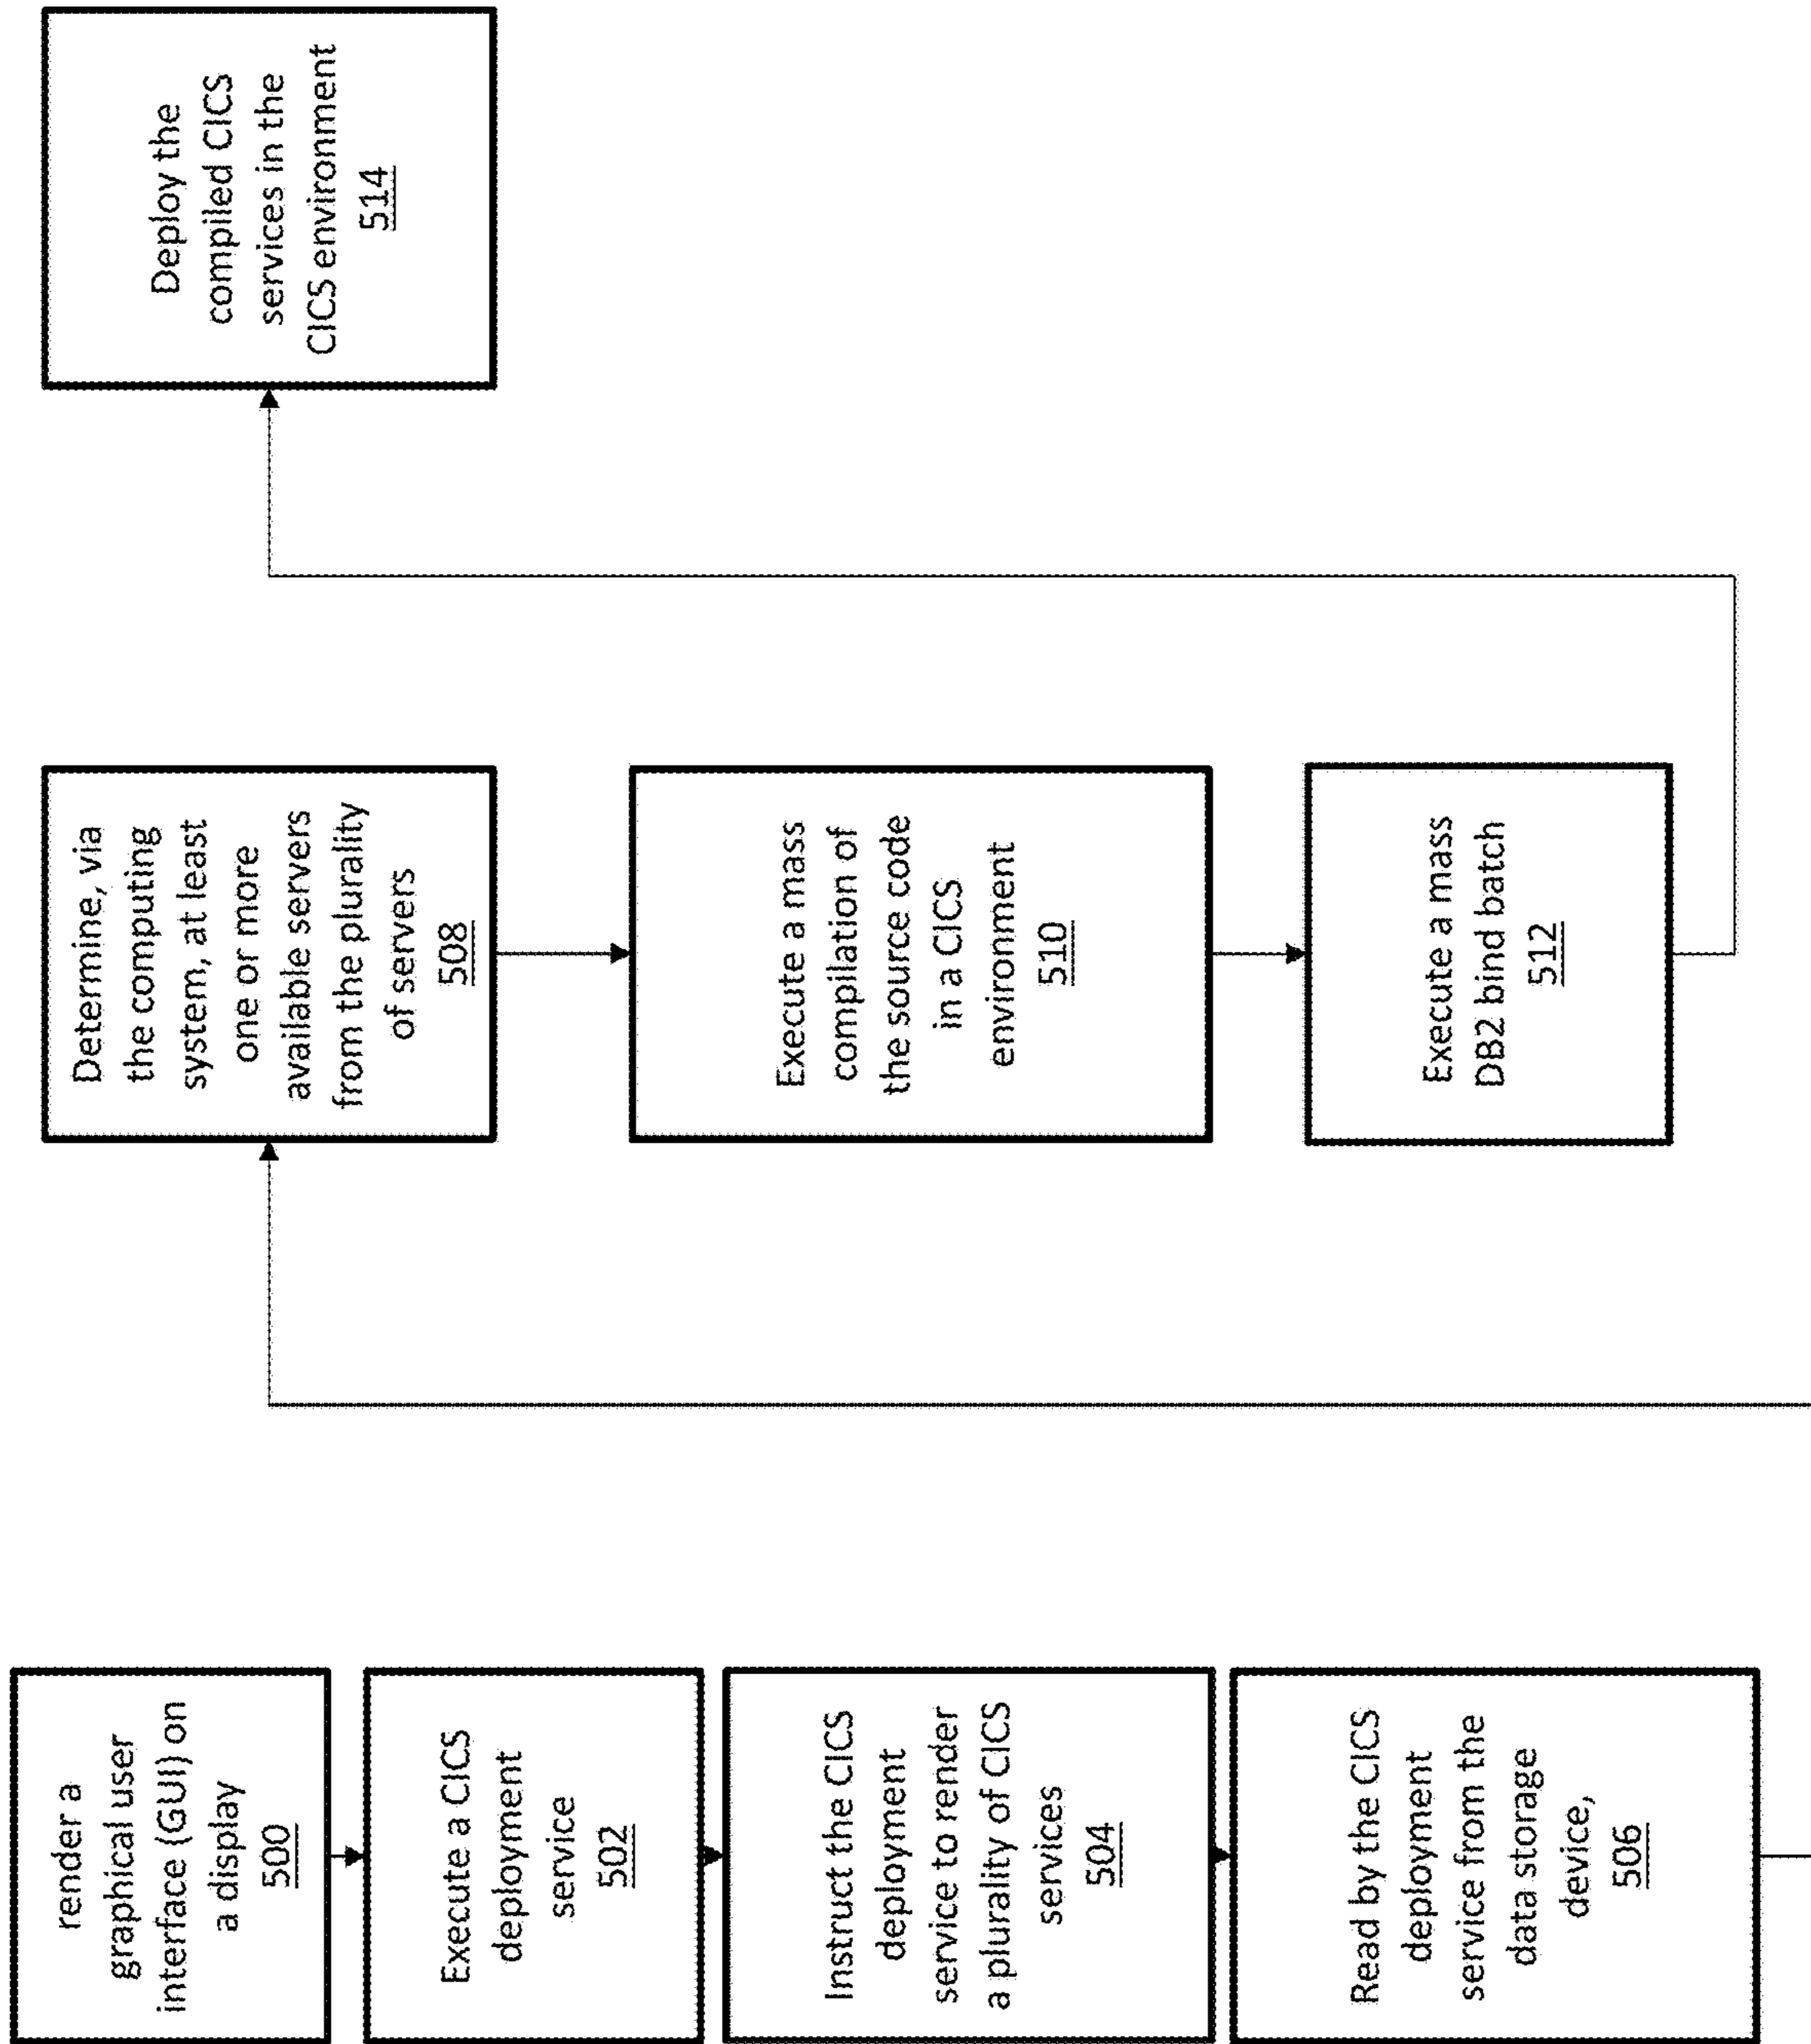 render a
graphical user
interface (GUI) on
a display
500
Execute a CICS
deployment
service
502
Instruct the CICS
deployment
service to render
a plurality of CICS
services
504
Read by the CICS
deployment
service from the
data storage
device,
506
Determine, via
the computing
system, at least
one or more
available servers
from the plurality
of servers
508
Execute a mass
compilation of
the source code
in a CICS
environment
510
Execute a mass
DB2 bind batch
512
Deploy the
compiled CICS
services in the
CICS environment
514